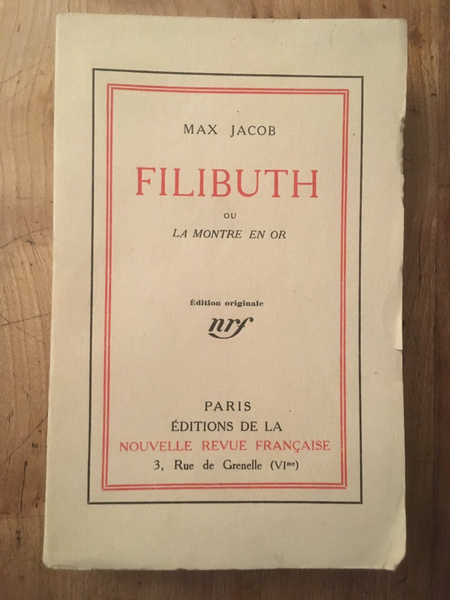 MAX JACOB
FILIBUTH
OU
LA MONTRE EN OR
Édition originale
nrf
PARIS
ÉDITIONS DE LA
NOUVELLE REVUE FRANÇAISE
3, Rue de Grenelle (VIme)